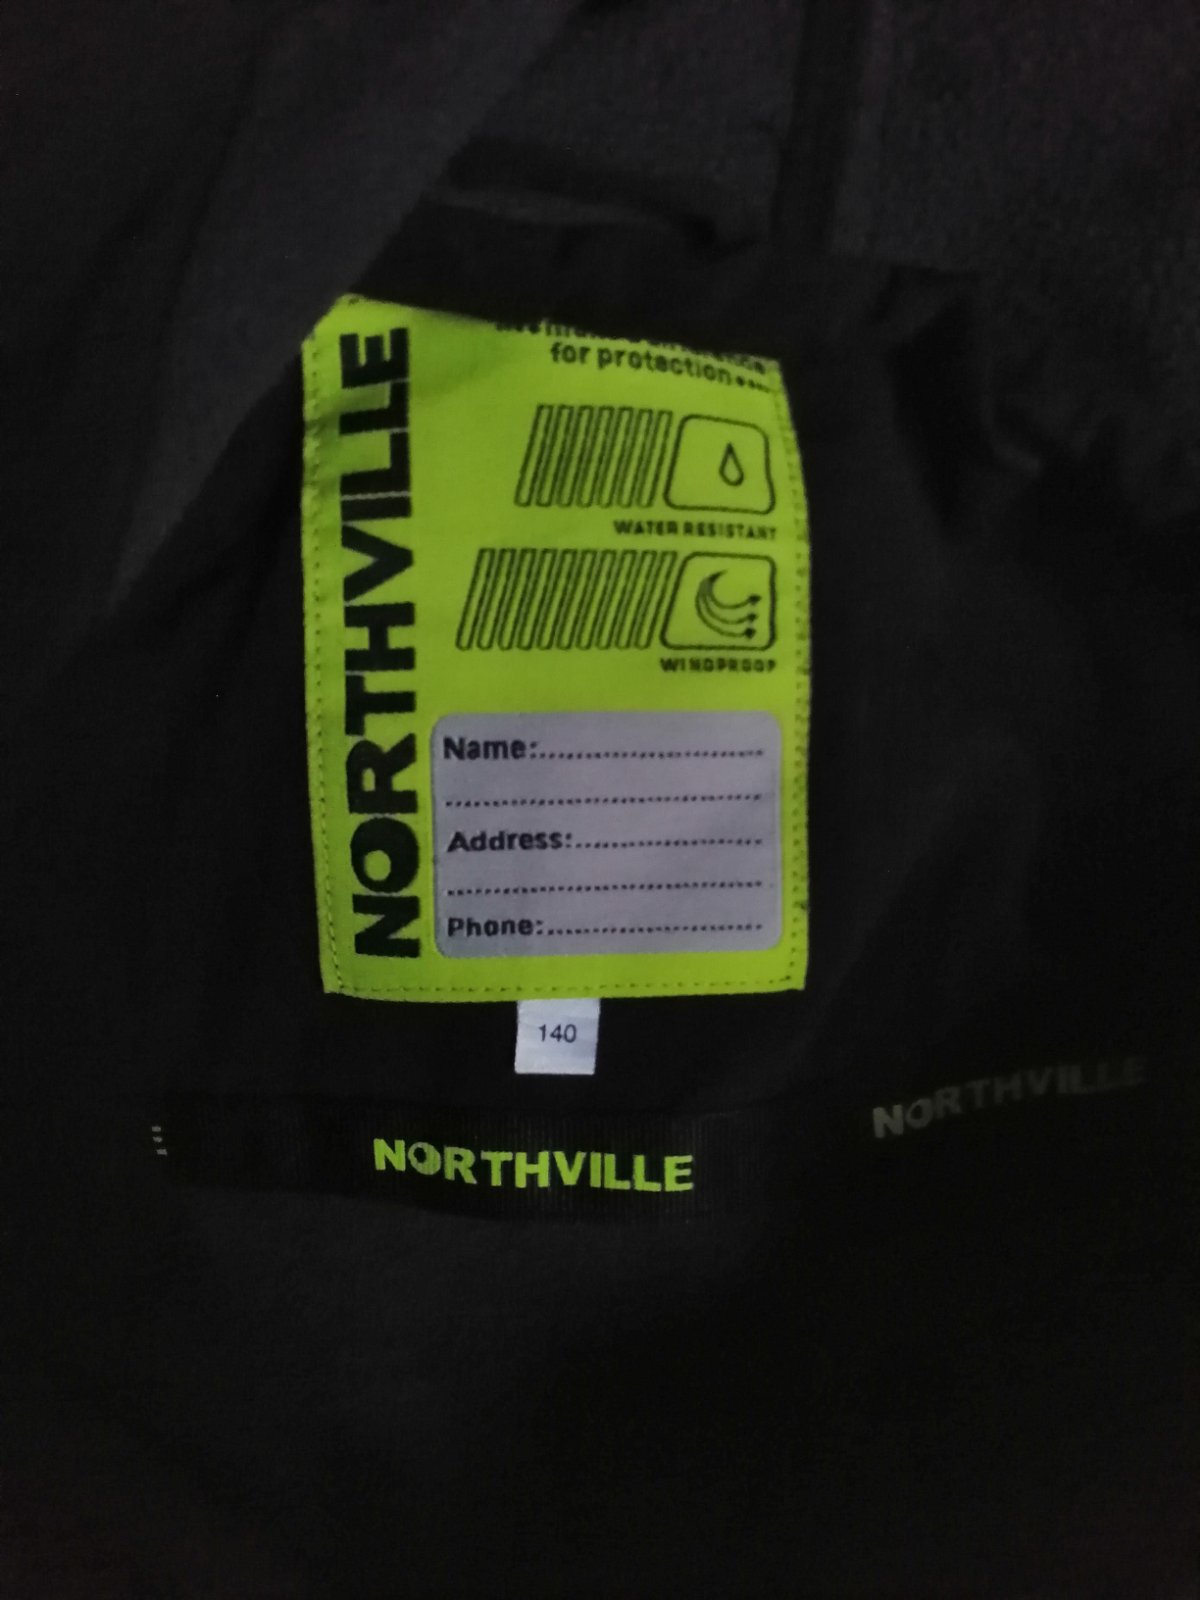 NORTHVILLE
for protection...
WATER RESISTANT
WINDPROOF
Name:
Address:
Phone:
140
NORTHVILLE
NORTHVILLE